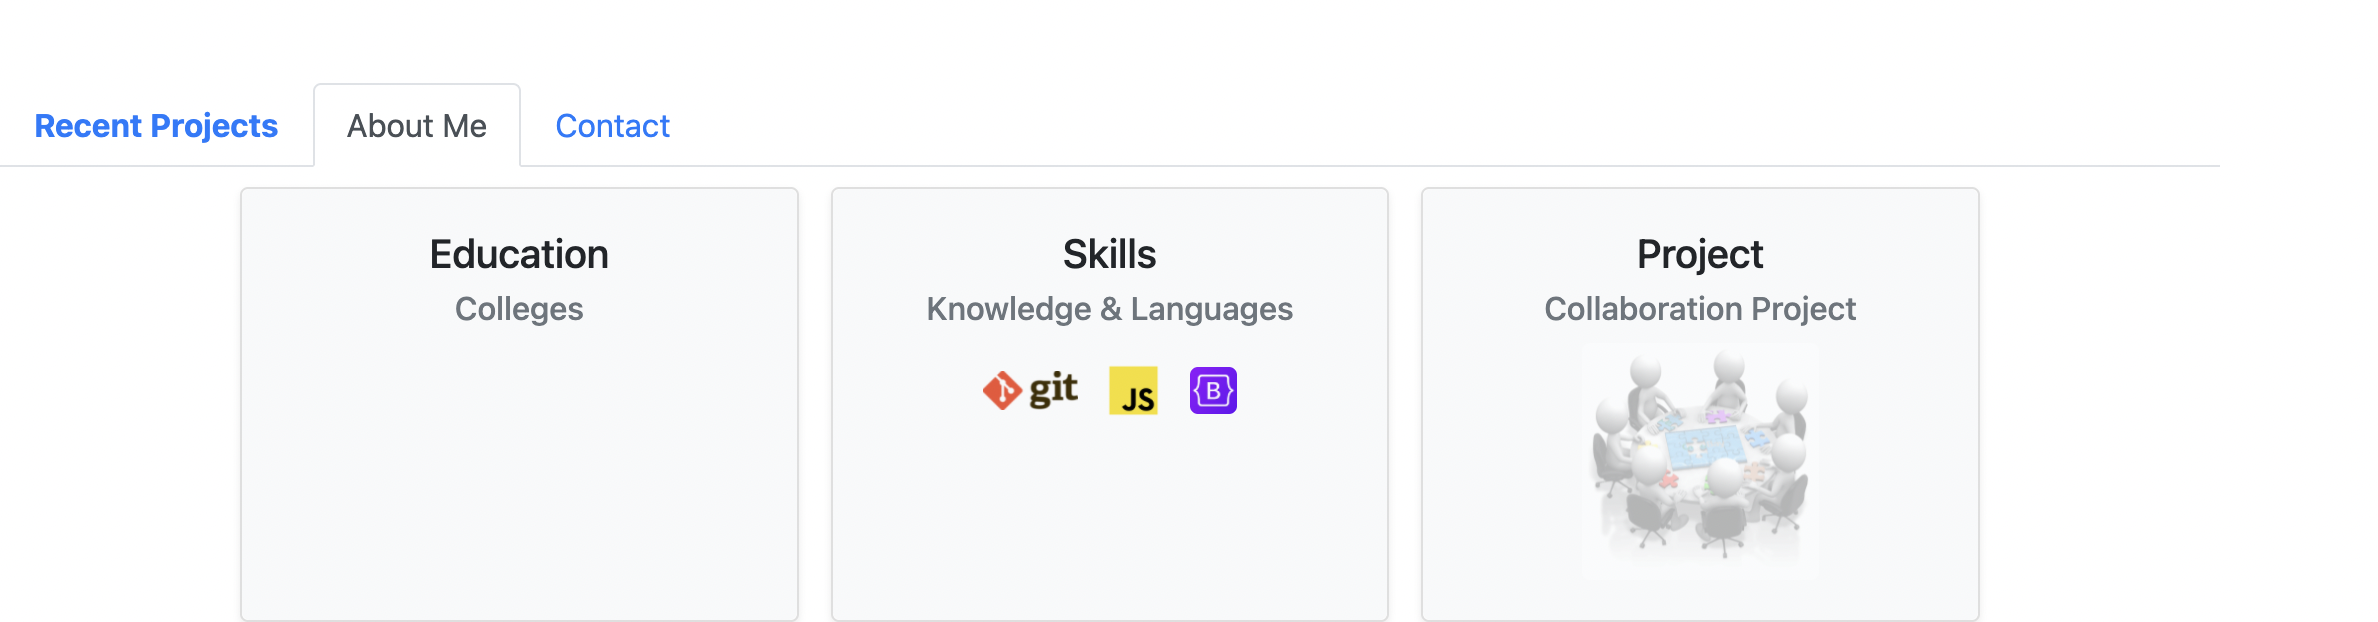 Recent Projects
About Me
Contact
Education
Colleges
Skills
Knowledge & Languages
git
JS
B
Project
Collaboration Project